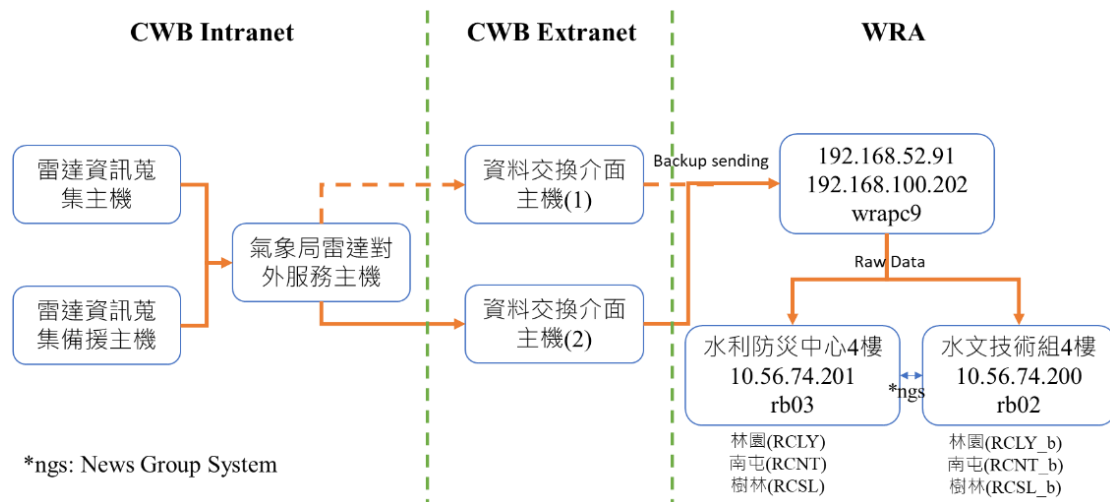 CWB Intranet
CWB Extranet
WRA
雷達資訊蒐
集主機
雷達資訊蒐
集備援主機
氣象局雷達對
外服務主機
資料交換介面
主機(1)
資料交換介面
主機(2)
Backup sending
192.168.52.91
192.168.100.202
wrapc9
Raw Data
水利防災中心4樓
10.56.74.201
rb03
*ngs
水文技術組4樓
10.56.74.200
rb02
林園(RCLY)
南屯(RCNT)
樹林(RCSL)
林園(RCLY_b)
南屯(RCNT_b)
樹林(RCSL_b)
*ngs: News Group System